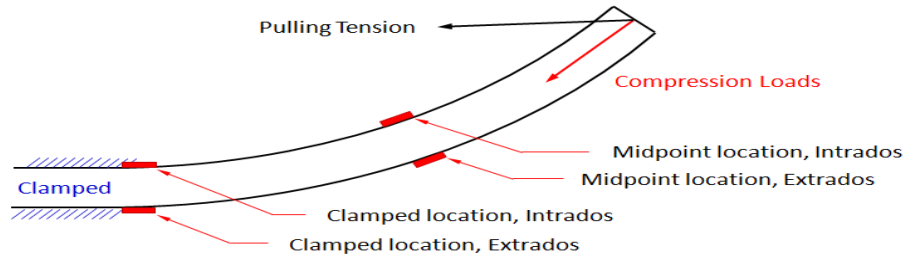 Pulling Tension
Compression Loads
Midpoint location, Intrados
Midpoint location, Extrados
Clamped
Clamped location, Intrados
Clamped location, Extrados